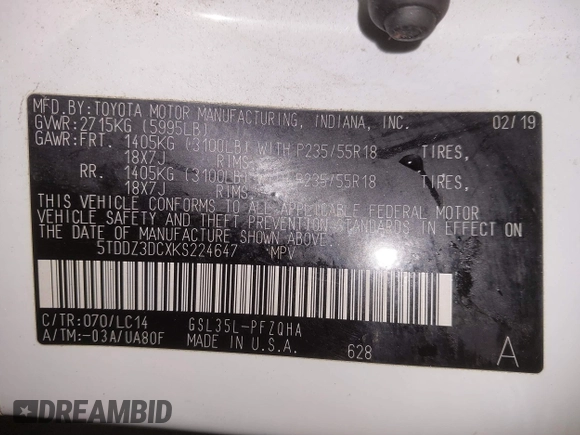 MFD. BY: TOYOTA MOTOR MANUFACTURING, INDIANA, INC. 02/19
GVWR: 2715KG (5995LB)
GAWR: FRT. 1405KG (3100LB) WITH P235/55R18 TIRES,
18X7J RIMS,
RR. 1405KG (3100LB) P235/55R18 TIRES,
18X7J RIMS,
THIS VEHICLE CONFORMS TO ALL APPLICABLE FEDERAL MOTOR
VEHICLE SAFETY AND THEFT PREVENTION STANDARDS IN EFFECT ON
THE DATE OF MANUFACTURE SHOWN ABOVE.
5TDDZ3DCXKS224647 MPV
C/TR: 070/LC14 GSL35L-PFZQHA
A/TM: -03A/UA80F MADE IN U.S.A. 628 A
DREAMBID